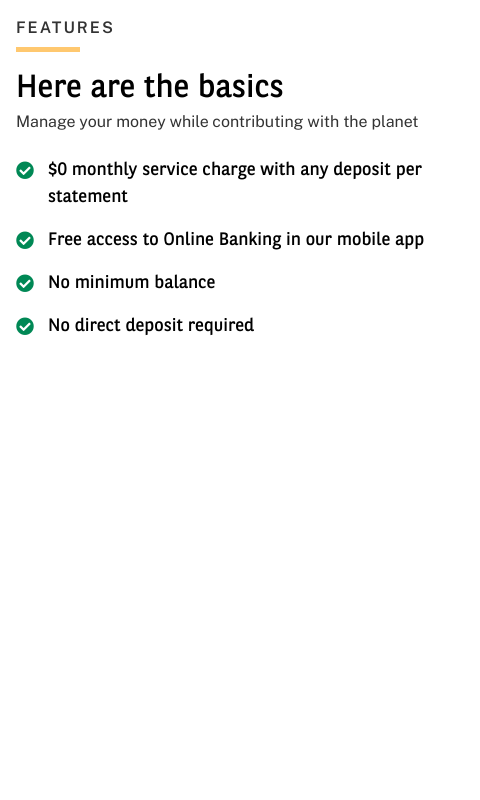 FEATURES
Here are the basics
Manage your money while contributing with the planet
$0 monthly service charge with any deposit per
statement
Free access to Online Banking in our mobile app
No minimum balance
No direct deposit required